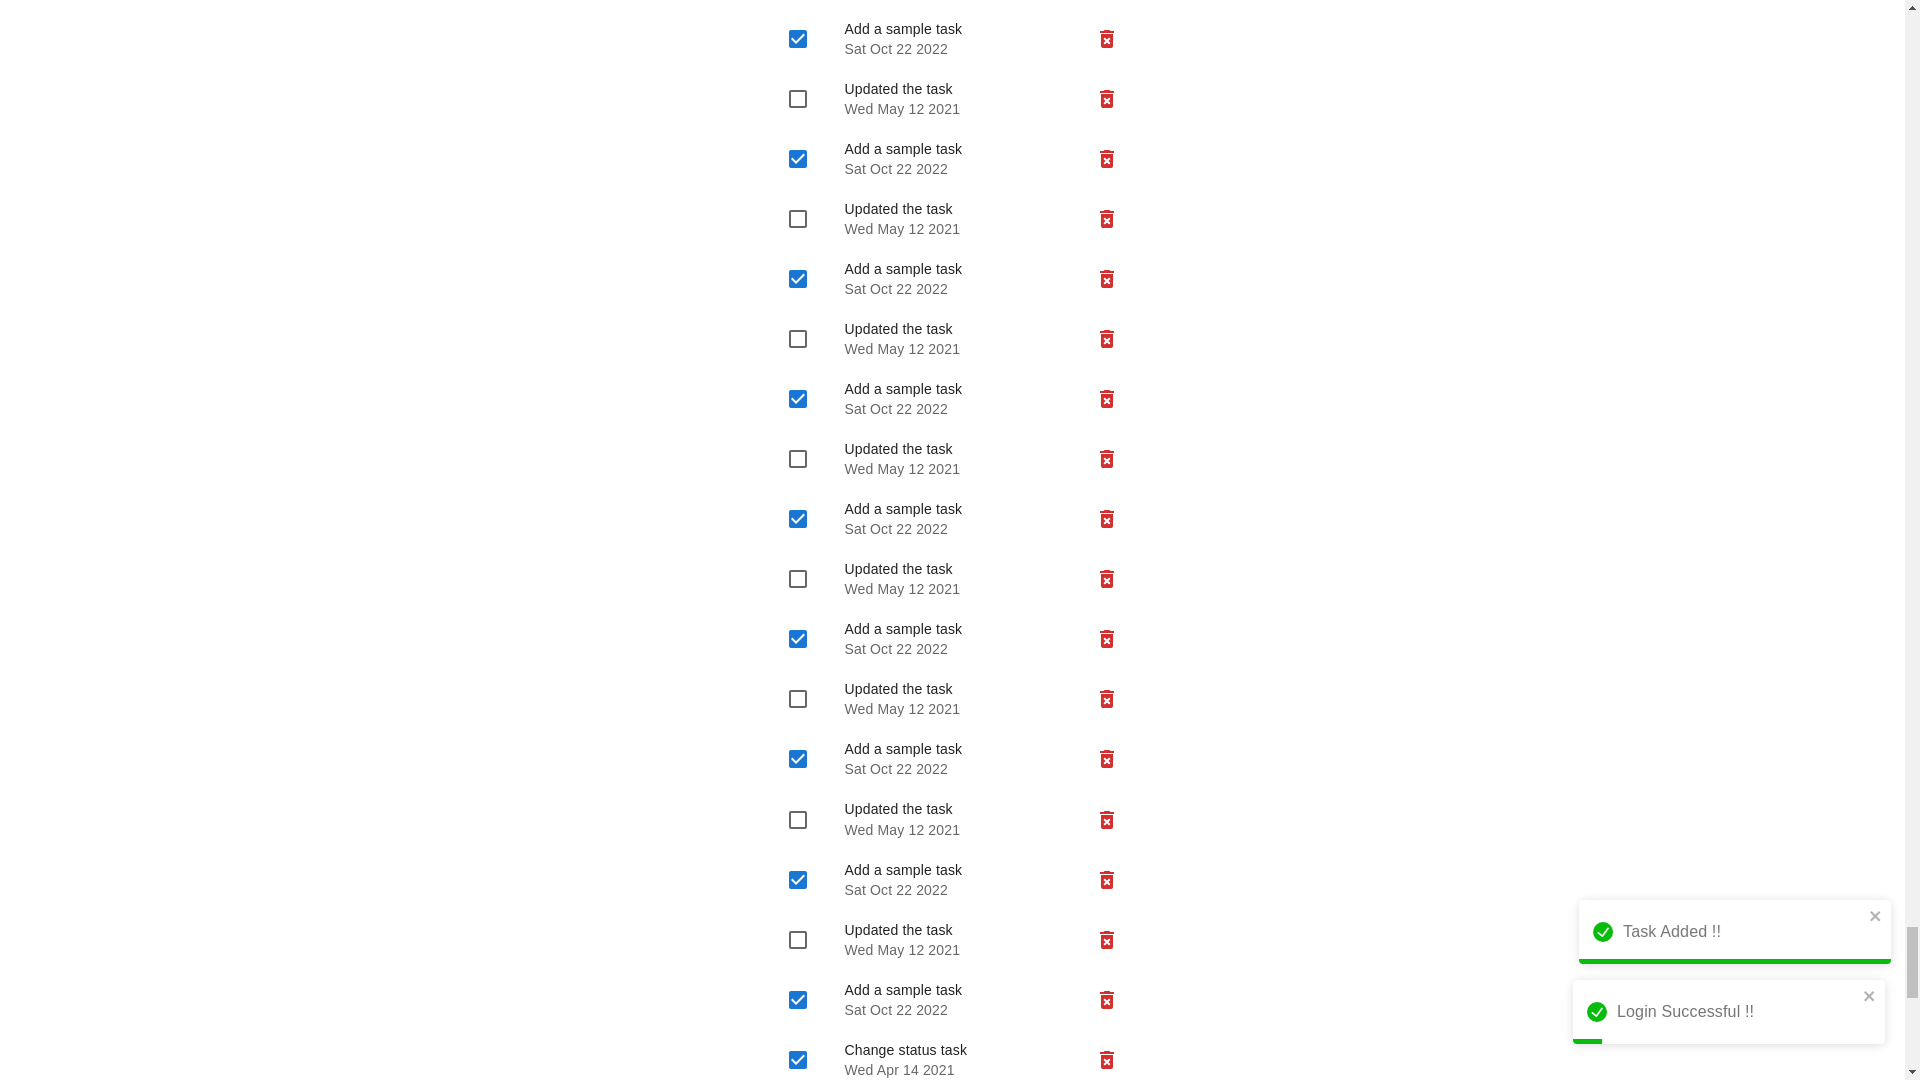 Add a sample task
Sat Oct 22 2022
Updated the task
Wed May 12 2021
Add a sample task
Sat Oct 22 2022
Updated the task
Wed May 12 2021
Add a sample task
Sat Oct 22 2022
Updated the task
Wed May 12 2021
Add a sample task
Sat Oct 22 2022
Updated the task
Wed May 12 2021
Add a sample task
Sat Oct 22 2022
Updated the task
Wed May 12 2021
Add a sample task
Sat Oct 22 2022
Updated the task
Wed May 12 2021
Add a sample task
Sat Oct 22 2022
Updated the task
Wed May 12 2021
Add a sample task
Sat Oct 22 2022
Updated the task
Wed May 12 2021
Add a sample task
Sat Oct 22 2022
Change status task
Wed Apr 14 2021
Task Added !!
Login Successful !!